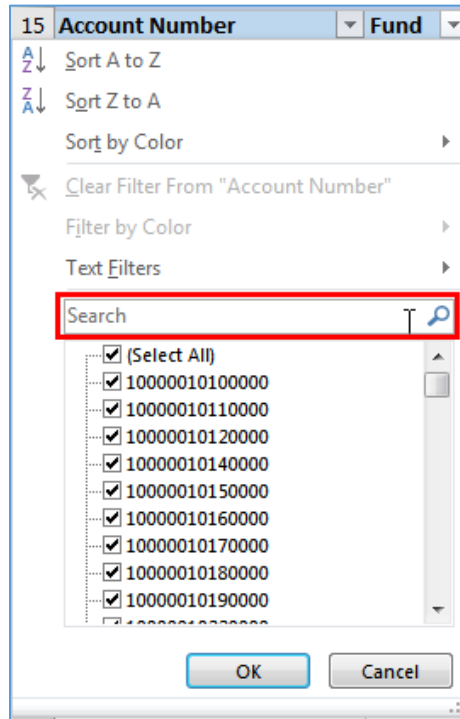 15 Account Number Fund
Sort A to Z
Sort Z to A
Sort by Color
Clear Filter From "Account Number"
Filter by Color
Text Filters
Search
(Select All)
10000010100000
10000010110000
10000010120000
10000010140000
10000010150000
10000010160000
10000010170000
10000010180000
10000010190000
OK Cancel